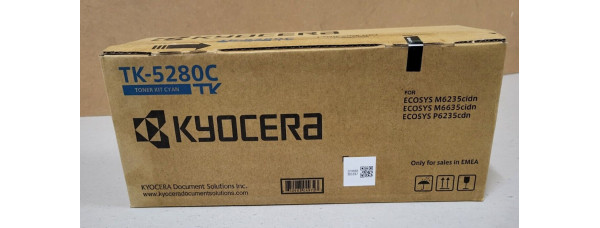 TK-5280C
TONER KIT CYAN
TK
FOR
ECOSYS M6235cidn
ECOSYS M6635cidn
ECOSYS P6235cdn
KYOCERA
Only for sales in EMEA
KYOCERA Document Solutions Inc.
www.kyoceradocumentsolutions.com